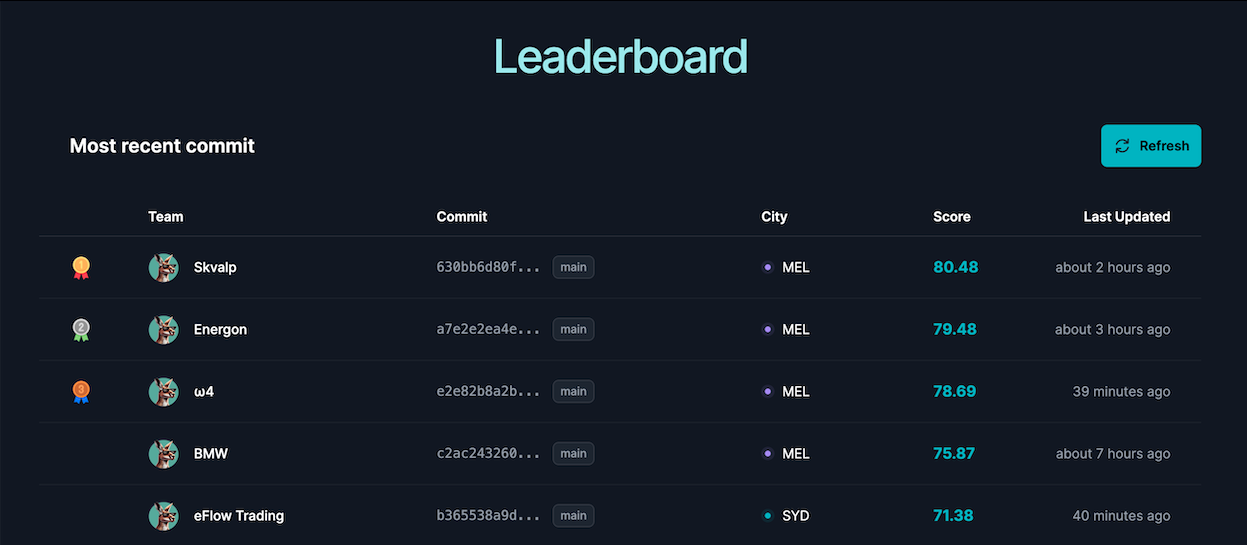 Leaderboard
Most recent commit
Refresh
Team Commit City Score Last Updated
1 Skvalp 630bb6d80f... main MEL 80.48 about 2 hours ago
2 Energon a7e2e2ea4e... main MEL 79.48 about 3 hours ago
3 ω4 e2e82b8a2b... main MEL 78.69 39 minutes ago
BMW c2ac243260... main MEL 75.87 about 7 hours ago
eFlow Trading b365538a9d... main SYD 71.38 40 minutes ago